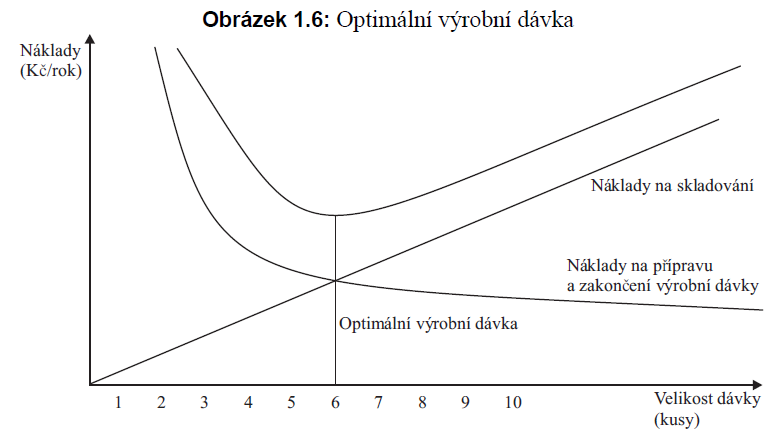 Obrázek 1.6: Optimální výrobní dávka
Náklady
(Kč/rok)
Náklady na skladování
Náklady na přípravu
a zakončení výrobní dávky
Optimální výrobní dávka
1 2 3 4 5 6 7 8 9 10
Velikost dávky
(kusy)